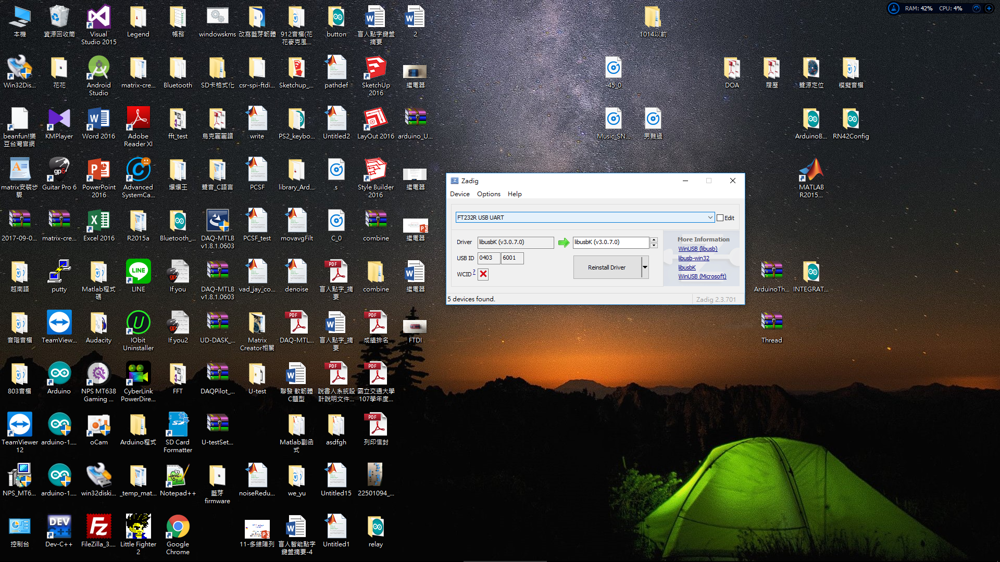 RAM: 42% CPU: 4%
本機
資源回收筒
Visual
Studio 2015
Legend
帳務
windowskms
改寫藍芽韌體
912音檔(花
花麥克風...
button
盲人點字鍵盤
摘要
2
1014以前
Win32Dis...
花花
Android
Studio
matrix-cre...
Bluetooth
SD卡格式化
csr-spi-ftdi...
Sketchup_...
pathdef
SketchUp
2016
繼電器
-45_0
DOA
履歷
聲源定位
模擬音檔
beanfun!樂
豆台灣官網
KMPlayer
Word 2016
Adobe
Reader XI
fft_test
烏克麗麗譜
write
PS2_keybo...
Untitled2
LayOut 2016
arduino_U...
Music_SN...
男難過
ArduinoB...
RN42Config
matrix安裝步
驟
Guitar Pro 6
PowerPoint
2016
Advanced
SystemCa...
爆爆王
聲音_C語言
PCSF
library_Ard...
s
Style Builder
2016
繼電器
MATLAB
R2015...
Zadig
Device Options Help
FT232R USB UART
Edit
Driver
libusbK (v3.0.7.0)
libusbK (v3.0.7.0)
USB ID
0403
6001
WCID ?
Reinstall Driver
More Information
WinUSB (libusb)
libusb-win32
libusbK
WinUSB (Microsoft)
5 devices found.
Zadig 2.3.701
2017-09-0...
matrix-cre...
Excel 2016
R2015a
Bluetooth_...
DAQ-MTLB
v1.8.1.0603
PCSF_test
movavgFilt
C_0
combine
繼電器
越南語
putty
Matlab程式
碼
LINE
If you
DAQ-MTLB
v1.8.1.0603
vad_jay_co...
denoise
盲人點字_摘
要
combine
繼電器
ArduinoTh...
INTEGRAT...
音階音檔
TeamView...
Audacity
IObit
Uninstaller
If you2
UD-DASK_...
Matrix
Creator相關
DAQ-MTL...
盲人點字_摘
要
成績排名
FTDI
Thread
803音檔
Arduino
NPS MT638
Gaming ...
CyberLink
PowerDire...
FFT
DAQPilot_...
U-test
聯發 軟韌體
C題型
說書人系統設
計說明文件...
國立交通大學
107學年度...
TeamViewer
12
arduino-1....
oCam
Arduino程式
SD Card
Formatter
U-testSet...
Matlab副函
式
asdfgh
列印信封
NPS_MT6...
arduino-1....
win32diski...
_temp_mat...
Notepad++
藍芽
firmware
noiseRedu...
we_yu
Untitled15
22501094_...
控制台
Dev-C++
FileZilla_3....
Little Fighter
2
Google
Chrome
11-多維陣列
盲人智能點字
鍵盤摘要-4
Untitled1
relay